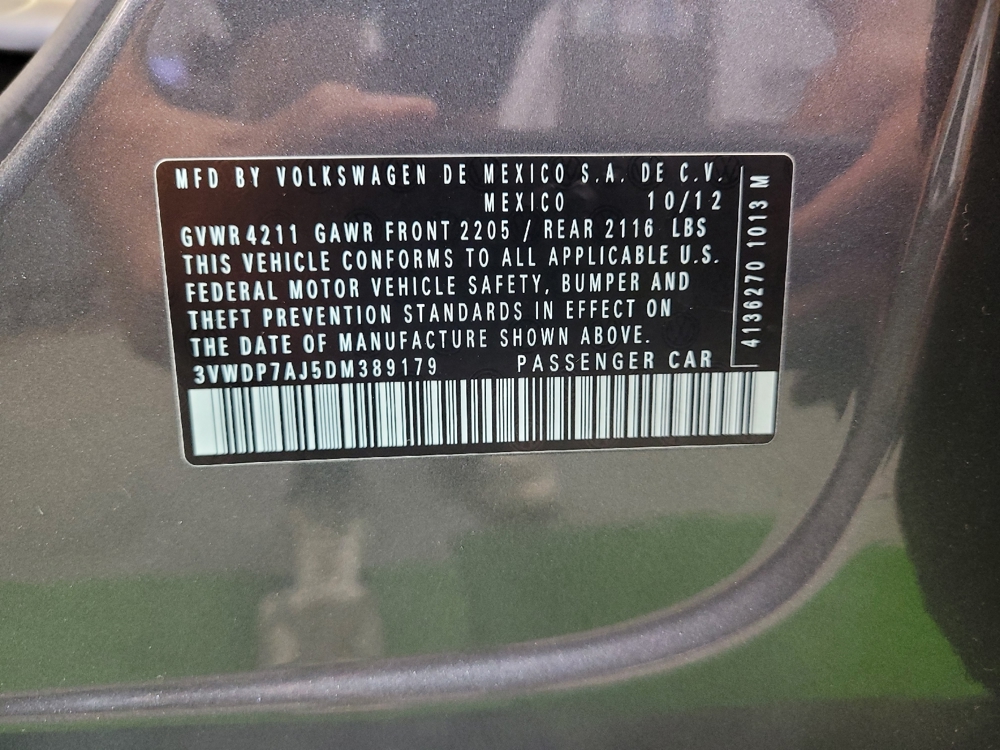 MFD BY VOLKSWAGEN DE MEXICO S.A. DE C.V.
MEXICO 10/12
GVWR 4211 GAWR FRONT 2205 / REAR 2116 LBS
THIS VEHICLE CONFORMS TO ALL APPLICABLE U.S.
FEDERAL MOTOR VEHICLE SAFETY, BUMPER AND
THEFT PREVENTION STANDARDS IN EFFECT ON
THE DATE OF MANUFACTURE SHOWN ABOVE.
3VWDP7AJ5DM389179 PASSENGER CAR
4136270 1013 M